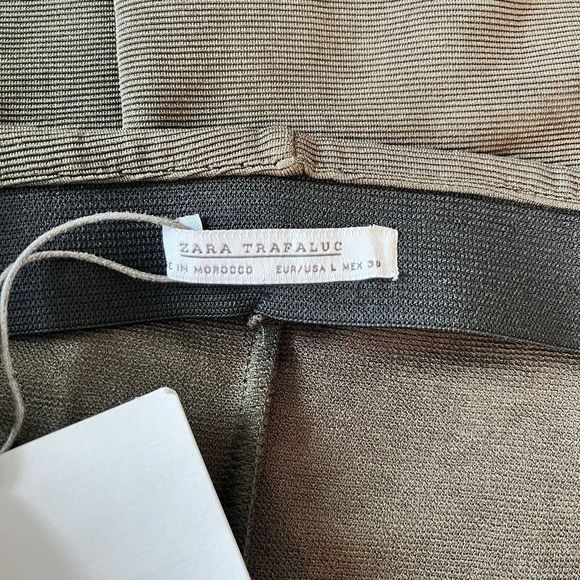 ZARA TRAFALUC
E IN MOROCCO EUR/USA L MEX 30